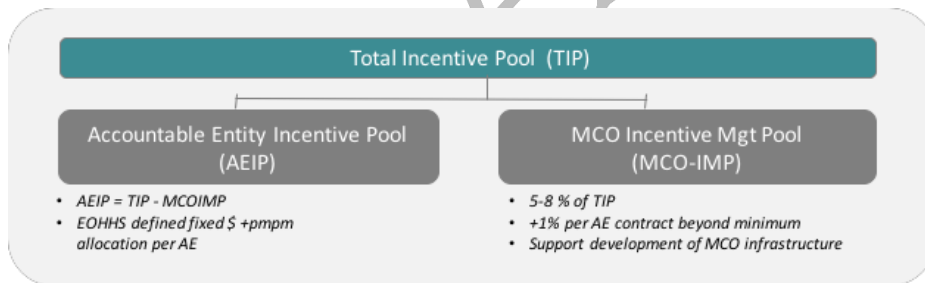 Total Incentive Pool (TIP)
Accountable Entity Incentive Pool
(AEIP)
MCO Incentive Mgt Pool
(MCO-IMP)
• AEIP = TIP - MCOIMP
• EOHHS defined fixed $ +pmpm
allocation per AE
• 5-8 % of TIP
• +1% per AE contract beyond minimum
• Support development of MCO infrastructure